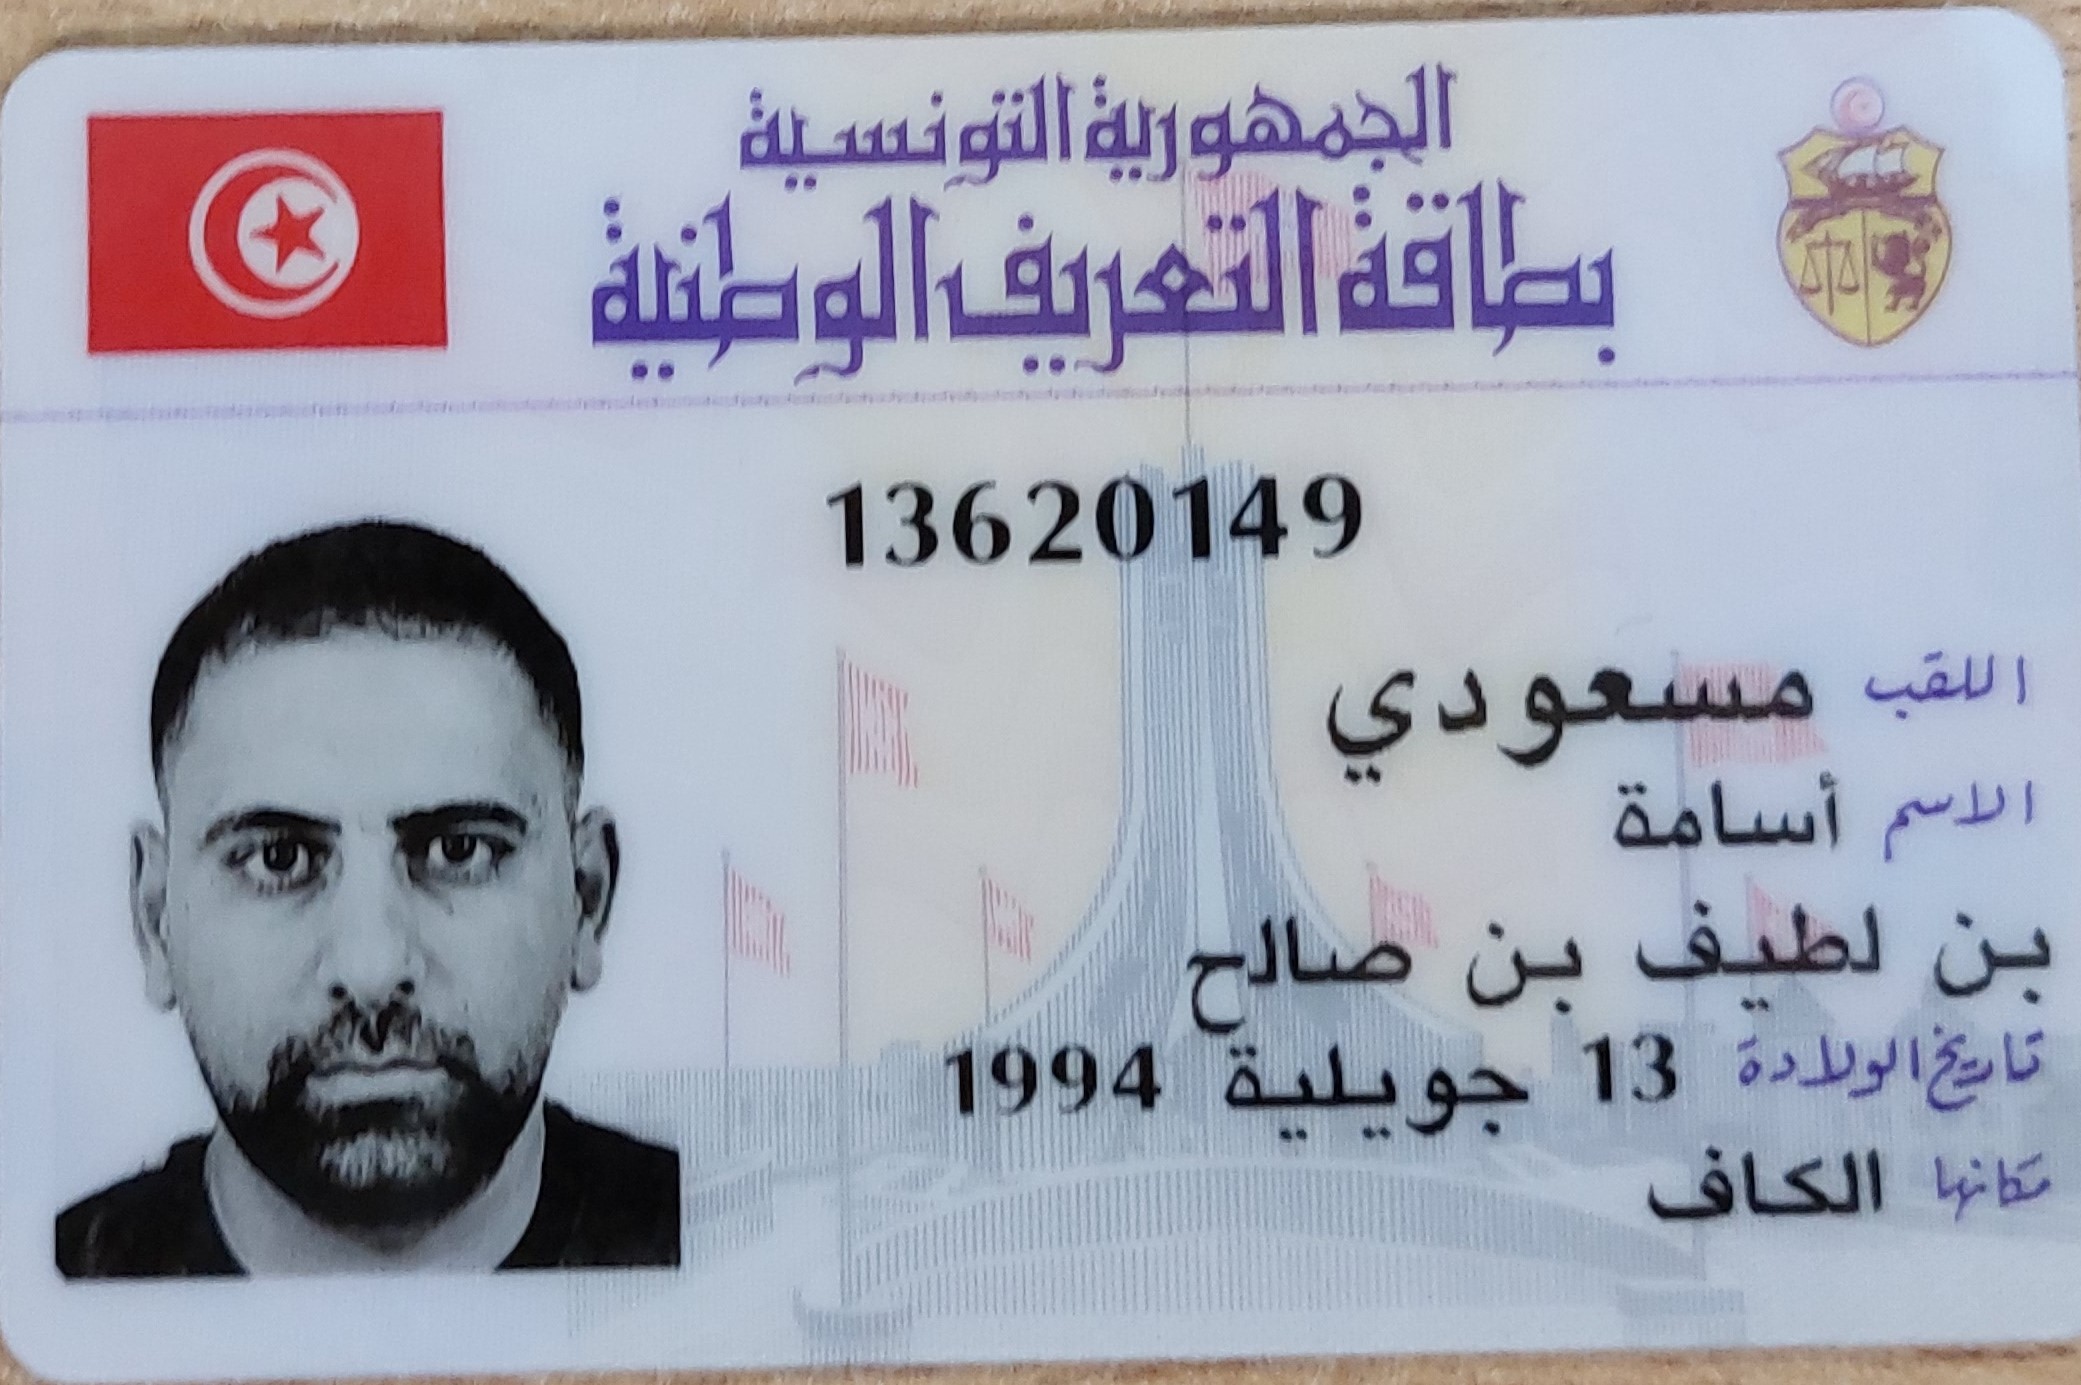 الجمهورية التونسية
بطاقة التعريف الوطنية
13620149
اللقب مسعودي
الاسم أسامة
بن لطيف بن صالح
تاريخ الولادة 13 جويلية 1994
مكانها الكاف